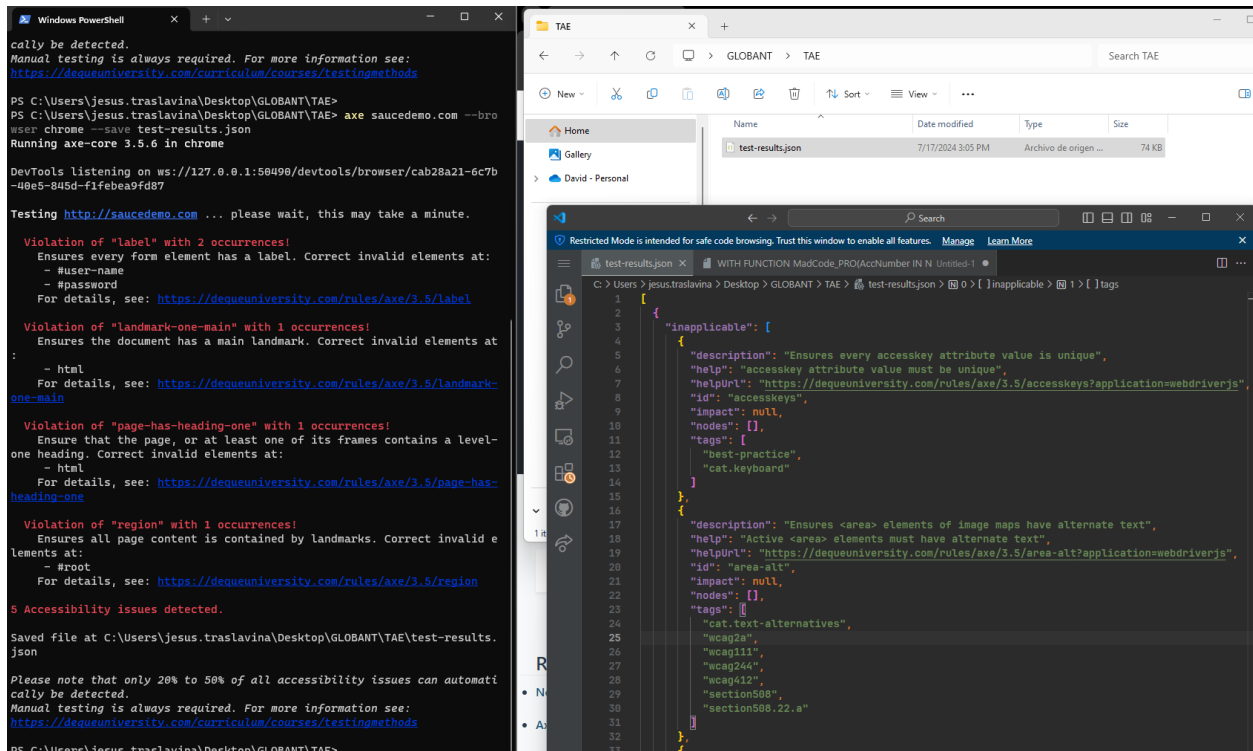 Windows PowerShell
cally be detected.
Manual testing is always required. For more information see:
https://dequeuniversity.com/curriculum/courses/testingmethods
PS C:\Users\jesus.traslavina\Desktop\GLOBANT\TAE>
PS C:\Users\jesus.traslavina\Desktop\GLOBANT\TAE> axe saucedemo.com --bro
wser chrome --save test-results.json
Running axe-core 3.5.6 in chrome
DevTools listening on ws://127.0.0.1:50490/devtools/browser/cab28a21-6c7b
-40e5-845d-f1febea9fd87
Testing http://saucedemo.com ... please wait, this may take a minute.
Violation of "label" with 2 occurrences!
Ensures every form element has a label. Correct invalid elements at:
- #user-name
- #password
For details, see: https://dequeuniversity.com/rules/axe/3.5/label
Violation of "landmark-one-main" with 1 occurrences!
Ensures the document has a main landmark. Correct invalid elements at
:
- html
For details, see: https://dequeuniversity.com/rules/axe/3.5/landmark-
one-main
Violation of "page-has-heading-one" with 1 occurrences!
Ensure that the page, or at least one of its frames contains a level-
one heading. Correct invalid elements at:
- html
For details, see: https://dequeuniversity.com/rules/axe/3.5/page-has-
heading-one
Violation of "region" with 1 occurrences!
Ensures all page content is contained by landmarks. Correct invalid e
lements at:
- #root
For details, see: https://dequeuniversity.com/rules/axe/3.5/region
5 Accessibility issues detected.
Saved file at C:\Users\jesus.traslavina\Desktop\GLOBANT\TAE\test-results.
json
Please note that only 20% to 50% of all accessibility issues can automati
cally be detected.
Manual testing is always required. For more information see:
https://dequeuniversity.com/curriculum/courses/testingmethods
PS C:\Users\jesus.traslavina\Desktop\GLOBANT\TAE>
TAE
GLOBANT > TAE
Search TAE
New
Sort
View
Home
Gallery
David - Personal
Name Date modified Type Size
test-results.json 7/17/2024 3:05 PM Archivo de origen ... 74 KB
1 it
Search
Restricted Mode is intended for safe code browsing. Trust this window to enable all features. Manage Learn More
test-results.json
WITH FUNCTION MadCode_PRO(AccNumber IN N Untitled-1
C: > Users > jesus.traslavina > Desktop > GLOBANT > TAE > test-results.json > 0 > [ ] inapplicable > 1 > [ ] tags
1 [
2 {
3 "inapplicable": [
4 {
5 "description": "Ensures every accesskey attribute value is unique",
6 "help": "accesskey attribute value must be unique",
7 "helpUrl": "https://dequeuniversity.com/rules/axe/3.5/accesskeys?application=webdriverjs",
8 "id": "accesskeys",
9 "impact": null,
10 "nodes": [],
11 "tags": [
12 "best-practice",
13 "cat.keyboard"
14 ]
15 },
16 {
17 "description": "Ensures <area> elements of image maps have alternate text",
18 "help": "Active <area> elements must have alternate text",
19 "helpUrl": "https://dequeuniversity.com/rules/axe/3.5/area-alt?application=webdriverjs",
20 "id": "area-alt",
21 "impact": null,
22 "nodes": [],
23 "tags": [
24 "cat.text-alternatives",
25 "wcag2a",
26 "wcag111",
27 "wcag244",
28 "wcag412",
29 "section508",
30 "section508.22.a"
31 ]
32 },
33 {